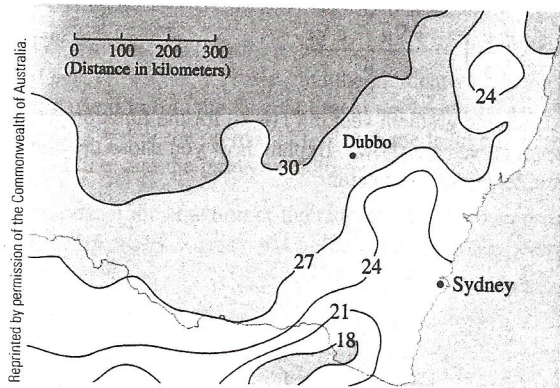 Reprinted by permission of the Commonwealth of Australia.
0 100 200 300
(Distance in kilometers)
24
Dubbo
30
27
24
Sydney
21
18